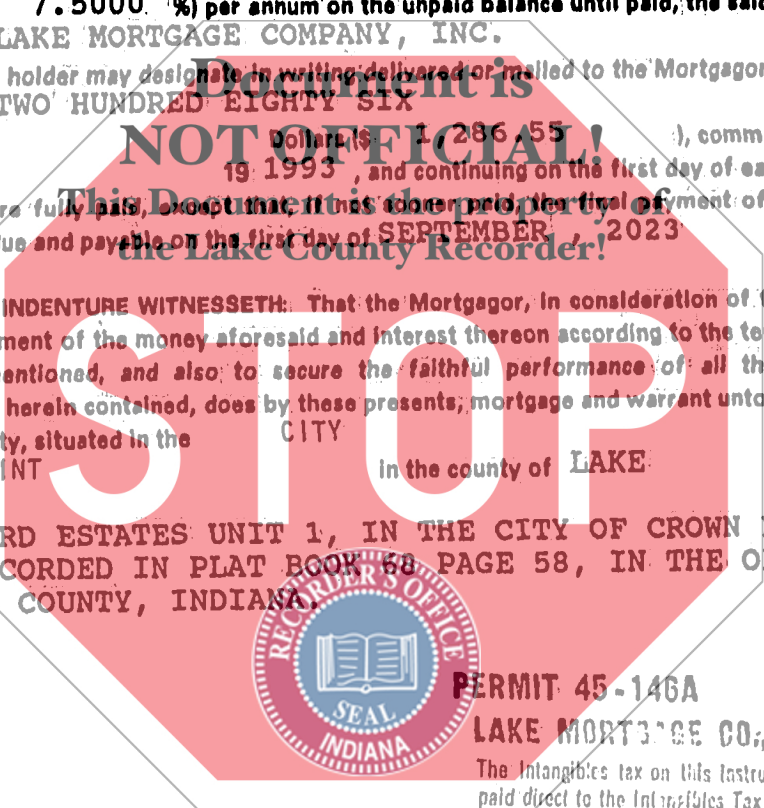 7.5000 %) per annum on the unpaid balance until paid, the said
LAKE MORTGAGE COMPANY, INC.
holder may designate in writing delivered or mailed to the Mortgagor
TWO HUNDRED EIGHTY SIX
Dollars ($ 1,286.55 ), comm
19 1993 , and continuing on the first day of ea
re fully paid, except that, if not sooner paid, the final payment of
ue and payable on the first day of SEPTEMBER , 2023
Document is
NOT OFFICIAL!
This Document is the property of
the Lake County Recorder!
STOP
INDENTURE WITNESSETH: That the Mortgagor, in consideration of t
ment of the money aforesaid and interest thereon according to the te
entioned, and also to secure the faithful performance of all th
herein contained, does by these presents, mortgage and warrant unto
ty, situated in the CITY
INT in the county of LAKE
RD ESTATES UNIT 1, IN THE CITY OF CROWN
CORDED IN PLAT BOOK 68 PAGE 58, IN THE O
COUNTY, INDIANA.
RECORDER'S OFFICE
SEAL
INDIANA
PERMIT 45-146A
LAKE MORTGAGE CO.,
The intangibles tax on this instru
paid direct to the Intangibles Tax